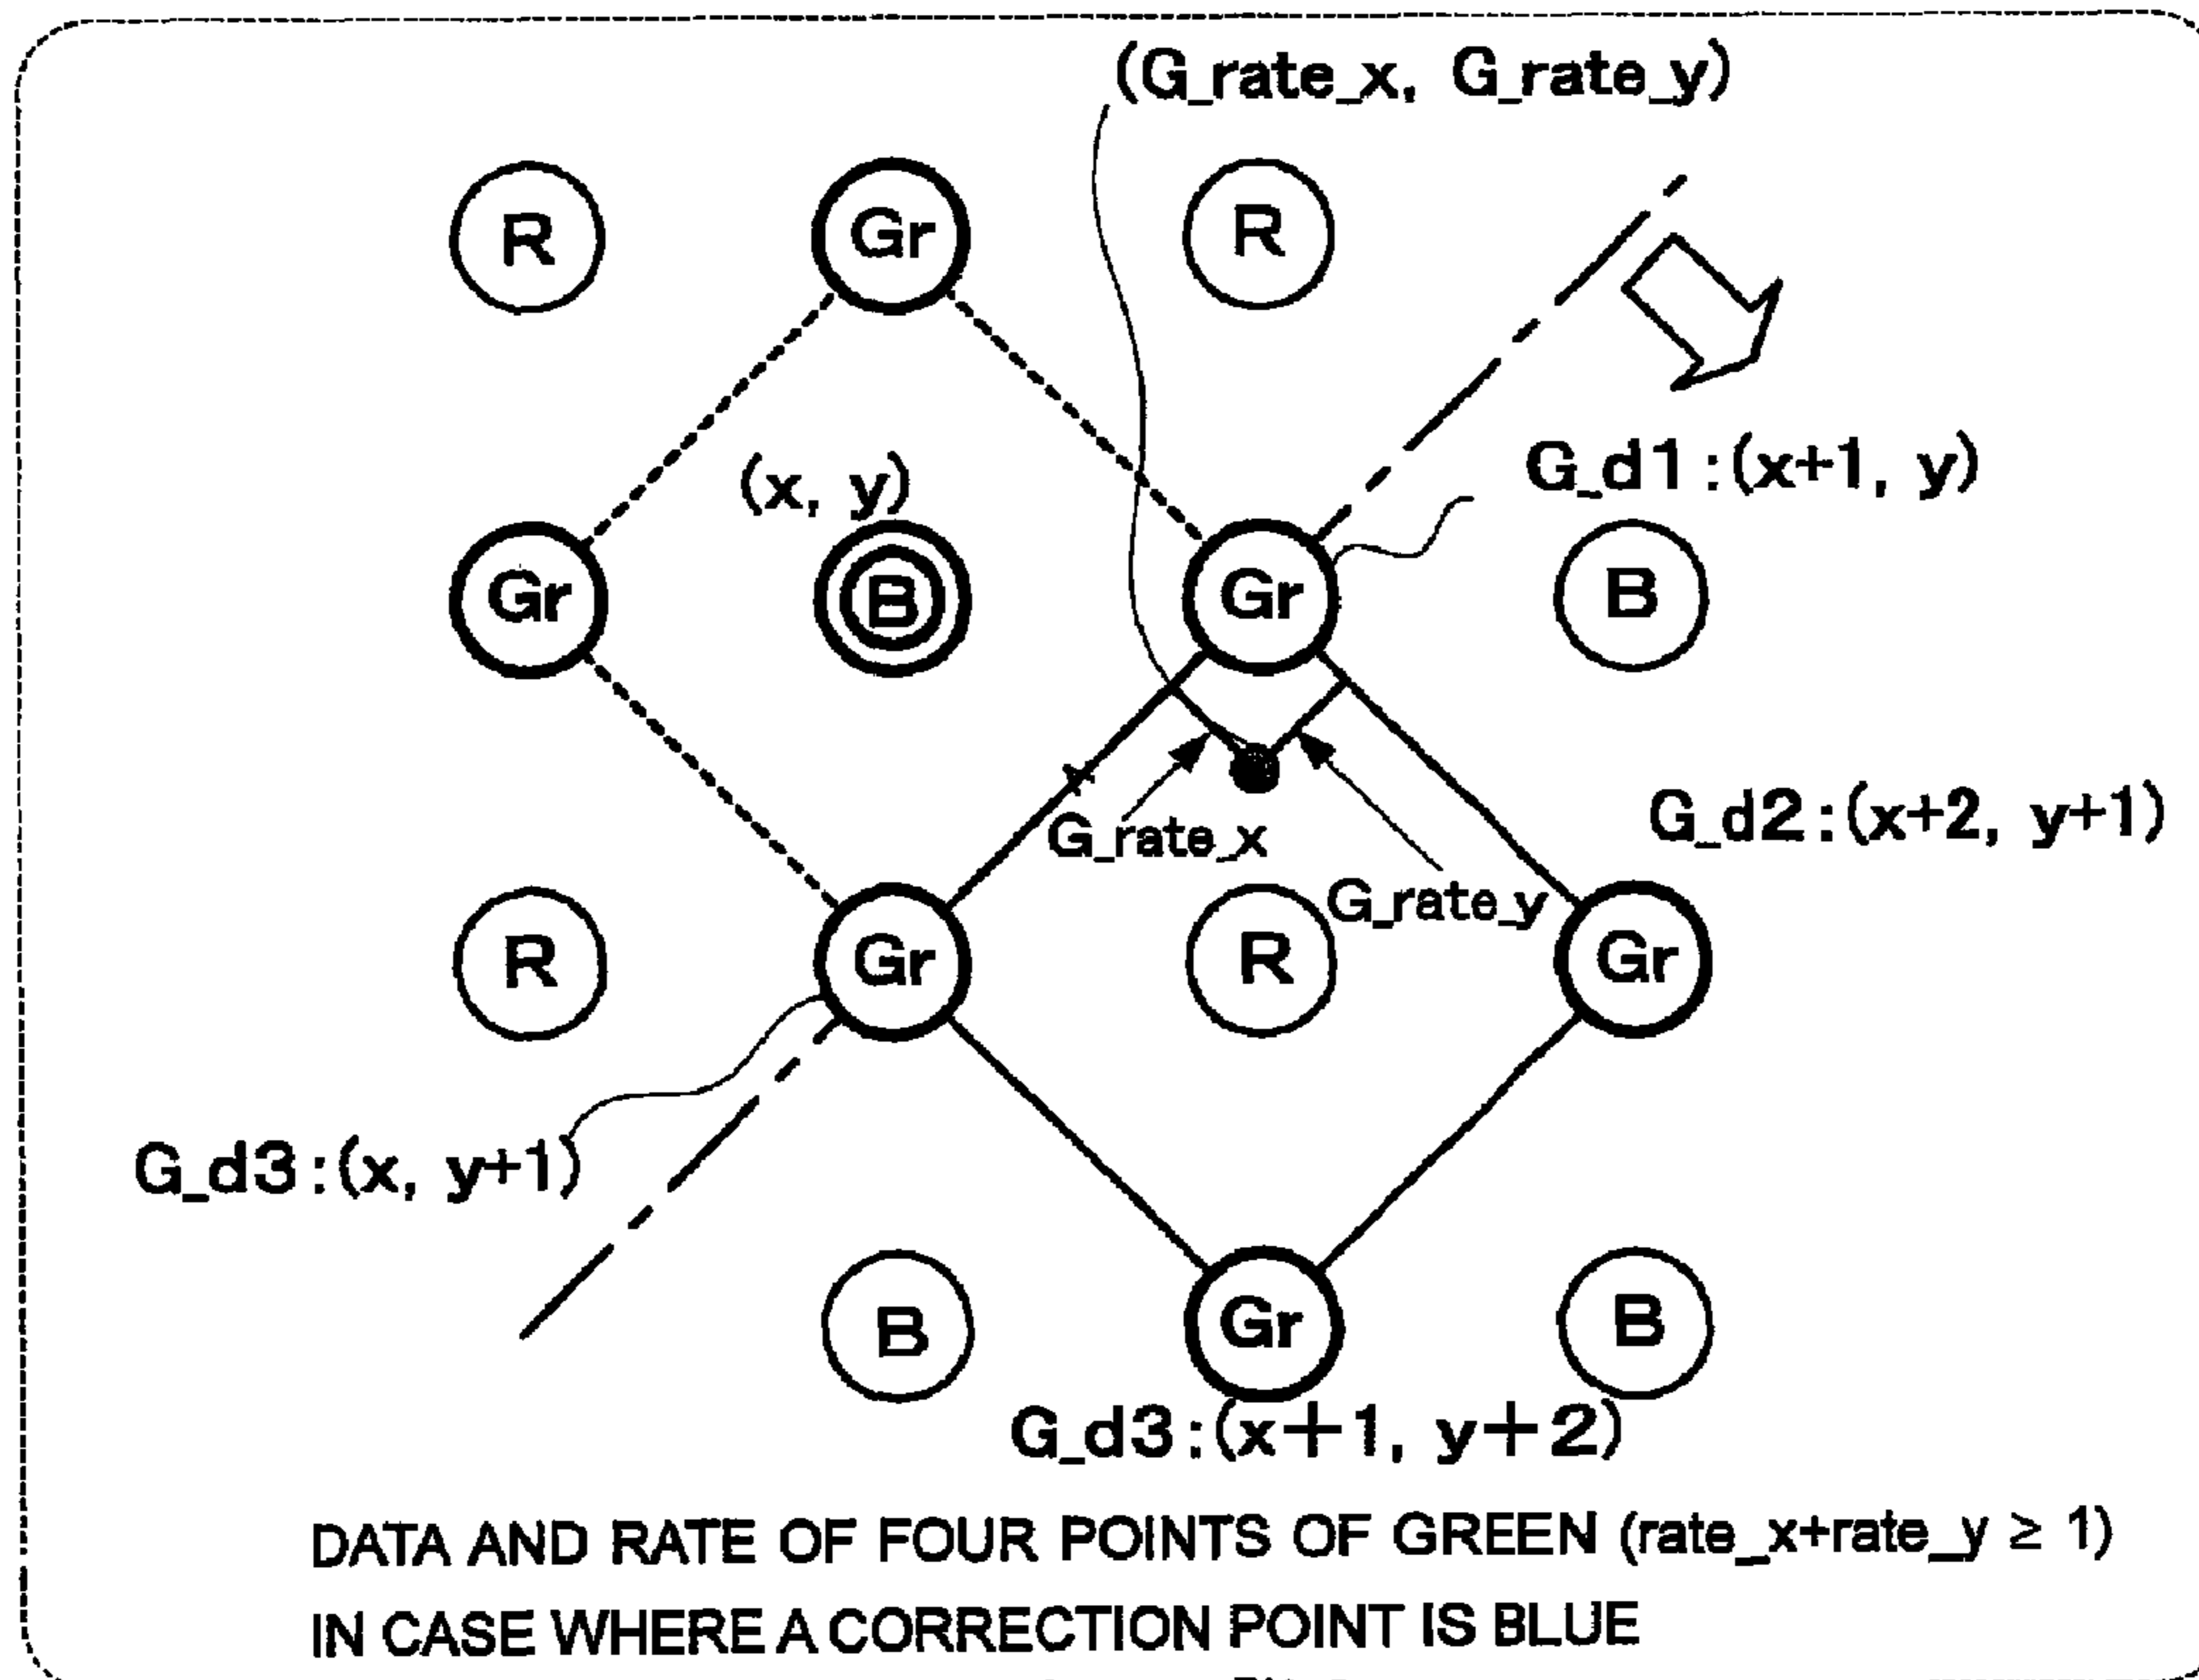 (G_rate_x, G_rate_y)
R Gr R
(x, y)
G_d1:(x+1, y)
Gr B Gr B
G_rate_x
G_d2:(x+2, y+1)
G_rate_y
R Gr R Gr
G_d3:(x, y+1)
B Gr B
G_d3:(x+1, y+2)
DATA AND RATE OF FOUR POINTS OF GREEN (rate_x+rate_y ≥ 1)
IN CASE WHERE A CORRECTION POINT IS BLUE